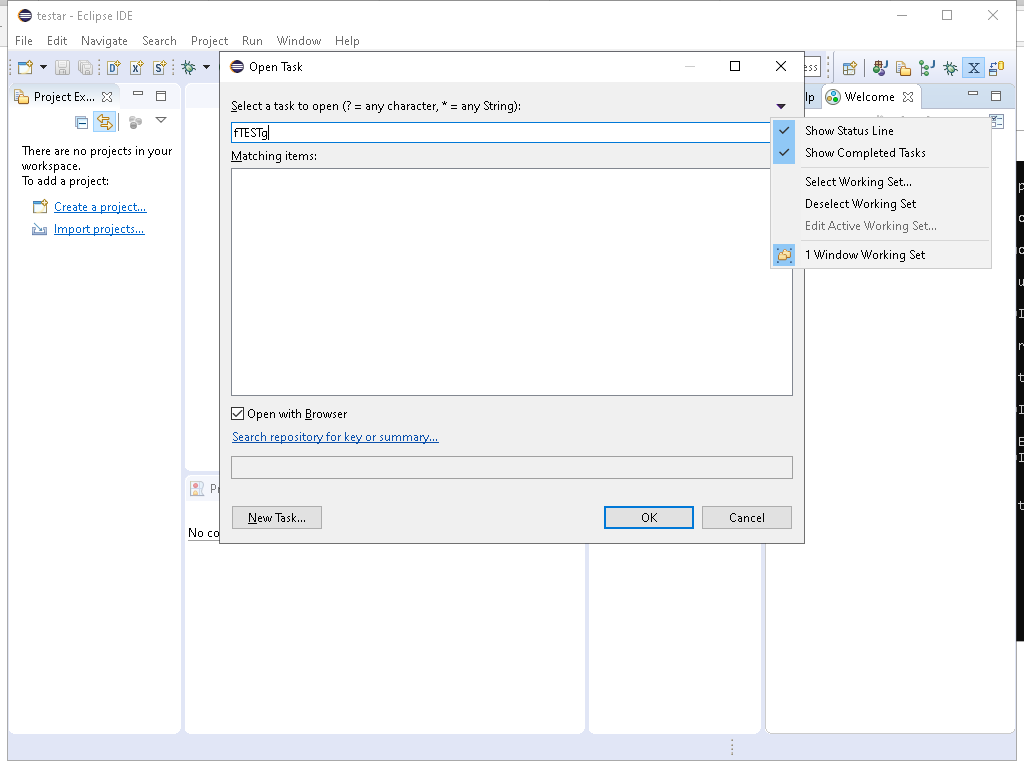 testar - Eclipse IDE
File Edit Navigate Search Project Run Window Help
Open Task
Project Ex...
Welcome
Select a task to open (? = any character, * = any String):
fTESTg
Matching items:
Show Status Line
Show Completed Tasks
Select Working Set...
Deselect Working Set
Edit Active Working Set...
1 Window Working Set
There are no projects in your
workspace.
To add a project:
Create a project...
Import projects...
Open with Browser
Search repository for key or summary...
New Task... OK Cancel
No co